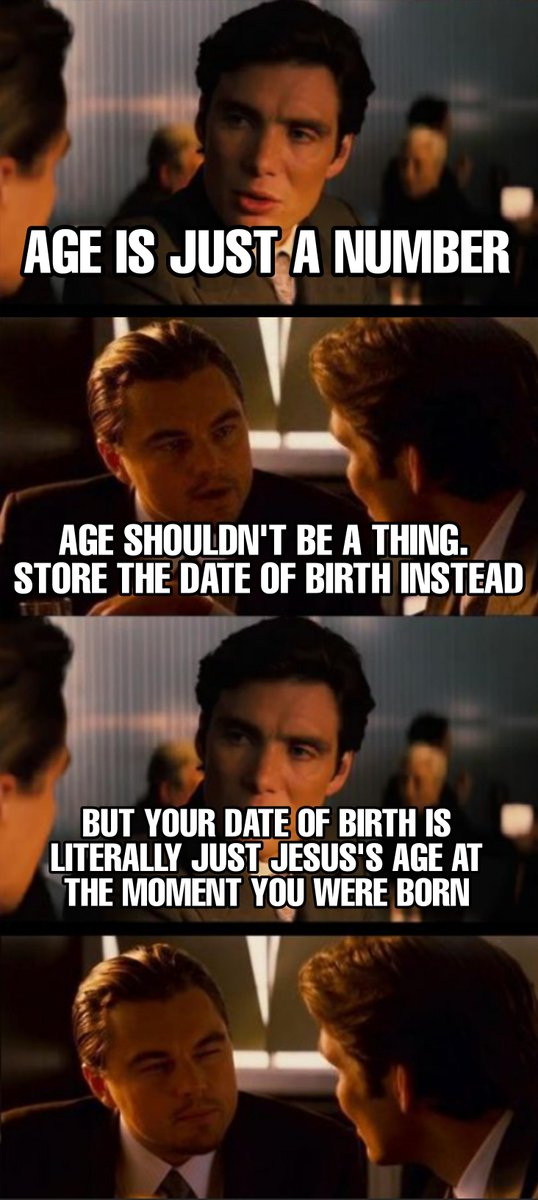 AGE IS JUST A NUMBER
AGE SHOULDN'T BE A THING.
STORE THE DATE OF BIRTH INSTEAD
BUT YOUR DATE OF BIRTH IS
LITERALLY JUST JESUS'S AGE AT
THE MOMENT YOU WERE BORN